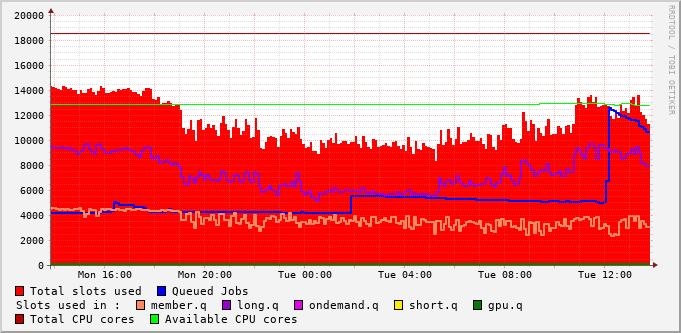 20000
18000
16000
14000
12000
10000
8000
6000
4000
2000
0
Mon 16:00 Mon 20:00 Tue 00:00 Tue 04:00 Tue 08:00 Tue 12:00
RRDTOOL / TOBI OETIKER
Total slots used Queued Jobs
Slots used in : member.q long.q ondemand.q short.q gpu.q
Total CPU cores Available CPU cores